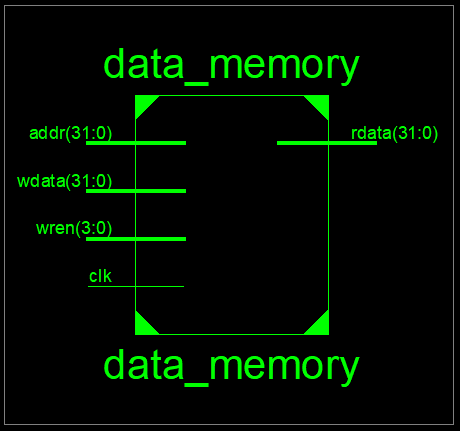 data_memory
addr(31:0)
rdata(31:0)
wdata(31:0)
wren(3:0)
clk
data_memory